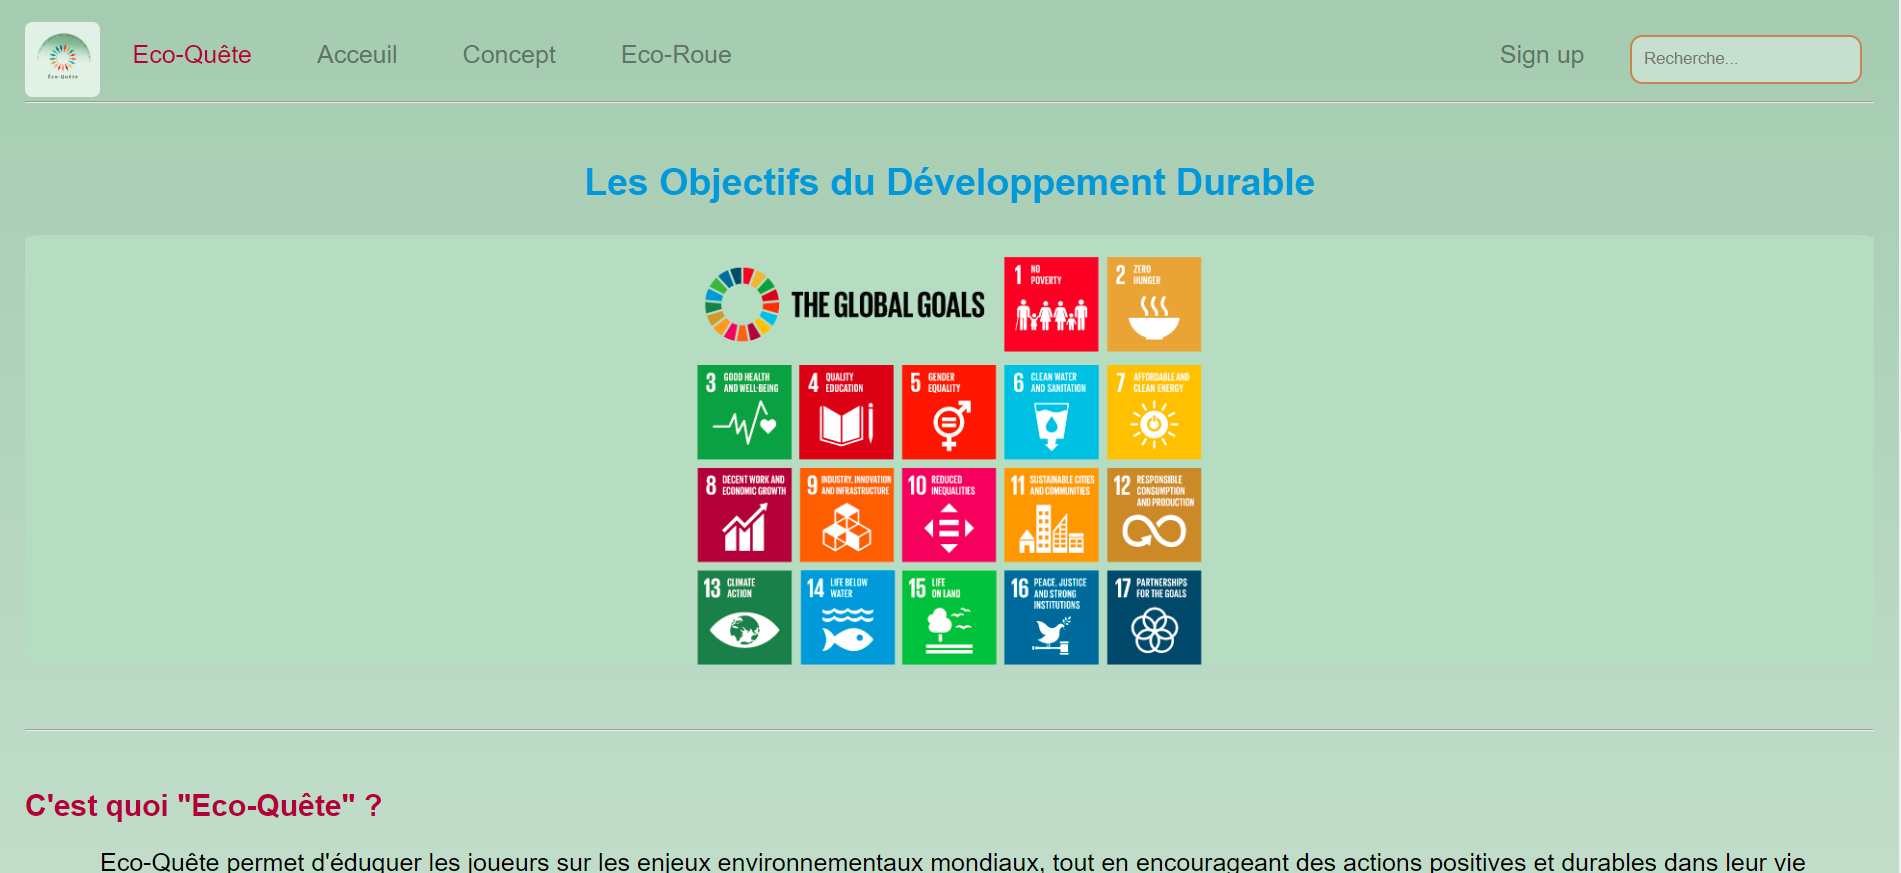 Éco-Quête
Eco-Quête
Acceuil
Concept
Eco-Roue
Sign up
Recherche...
Les Objectifs du Développement Durable
THE GLOBAL GOALS
1 NO
POVERTY
2 ZERO
HUNGER
3 GOOD HEALTH
AND WELL-BEING
4 QUALITY
EDUCATION
5 GENDER
EQUALITY
6 CLEAN WATER
AND SANITATION
7 AFFORDABLE AND
CLEAN ENERGY
8 DECENT WORK AND
ECONOMIC GROWTH
9 INDUSTRY, INNOVATION
AND INFRASTRUCTURE
10 REDUCED
INEQUALITIES
11 SUSTAINABLE CITIES
AND COMMUNITIES
12 RESPONSIBLE
CONSUMPTION
AND PRODUCTION
13 CLIMATE
ACTION
14 LIFE BELOW
WATER
15 LIFE
ON LAND
16 PEACE, JUSTICE
AND STRONG
INSTITUTIONS
17 PARTNERSHIPS
FOR THE GOALS
C'est quoi "Eco-Quête" ?
Eco-Quête permet d'éduquer les joueurs sur les enjeux environnementaux mondiaux, tout en encourageant des actions positives et durables dans leur vie